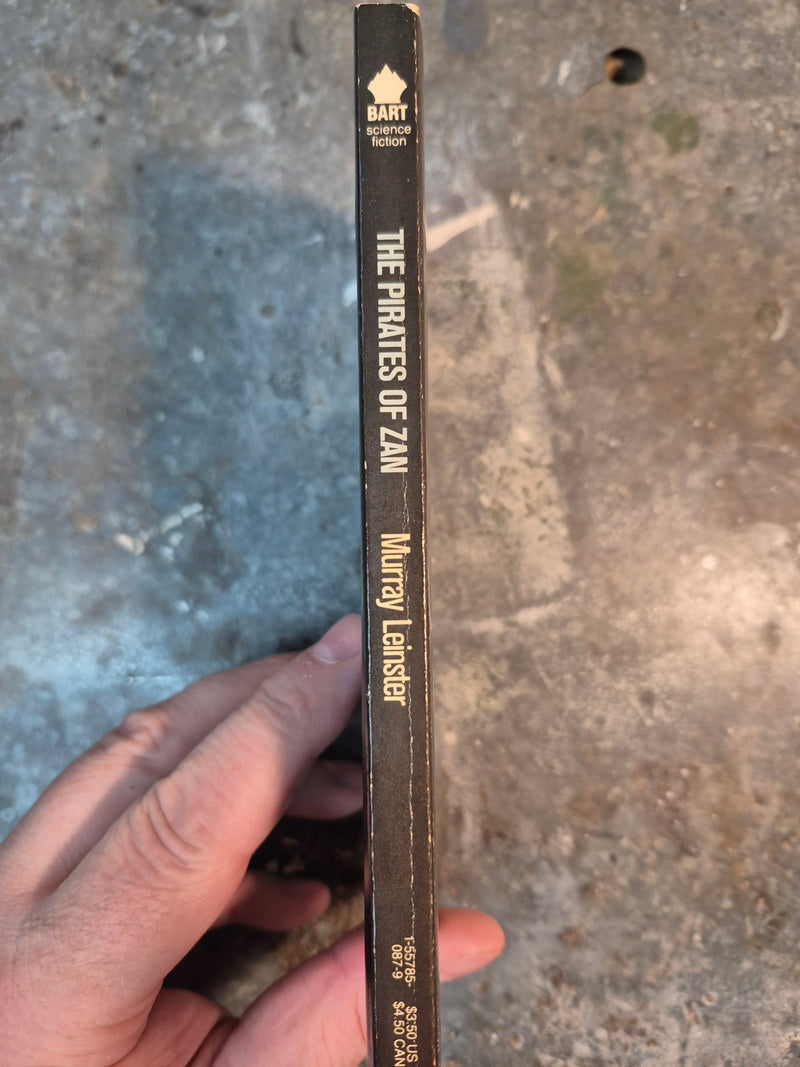 BART
science
fiction
THE PIRATES OF ZAN
Murray Leinster
1-55785-
087-9
$3.50 US
$4.50 CAN